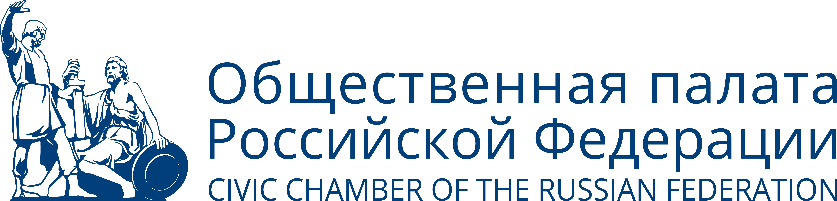 Общественная палата
Российской Федерации
CIVIC CHAMBER OF THE RUSSIAN FEDERATION